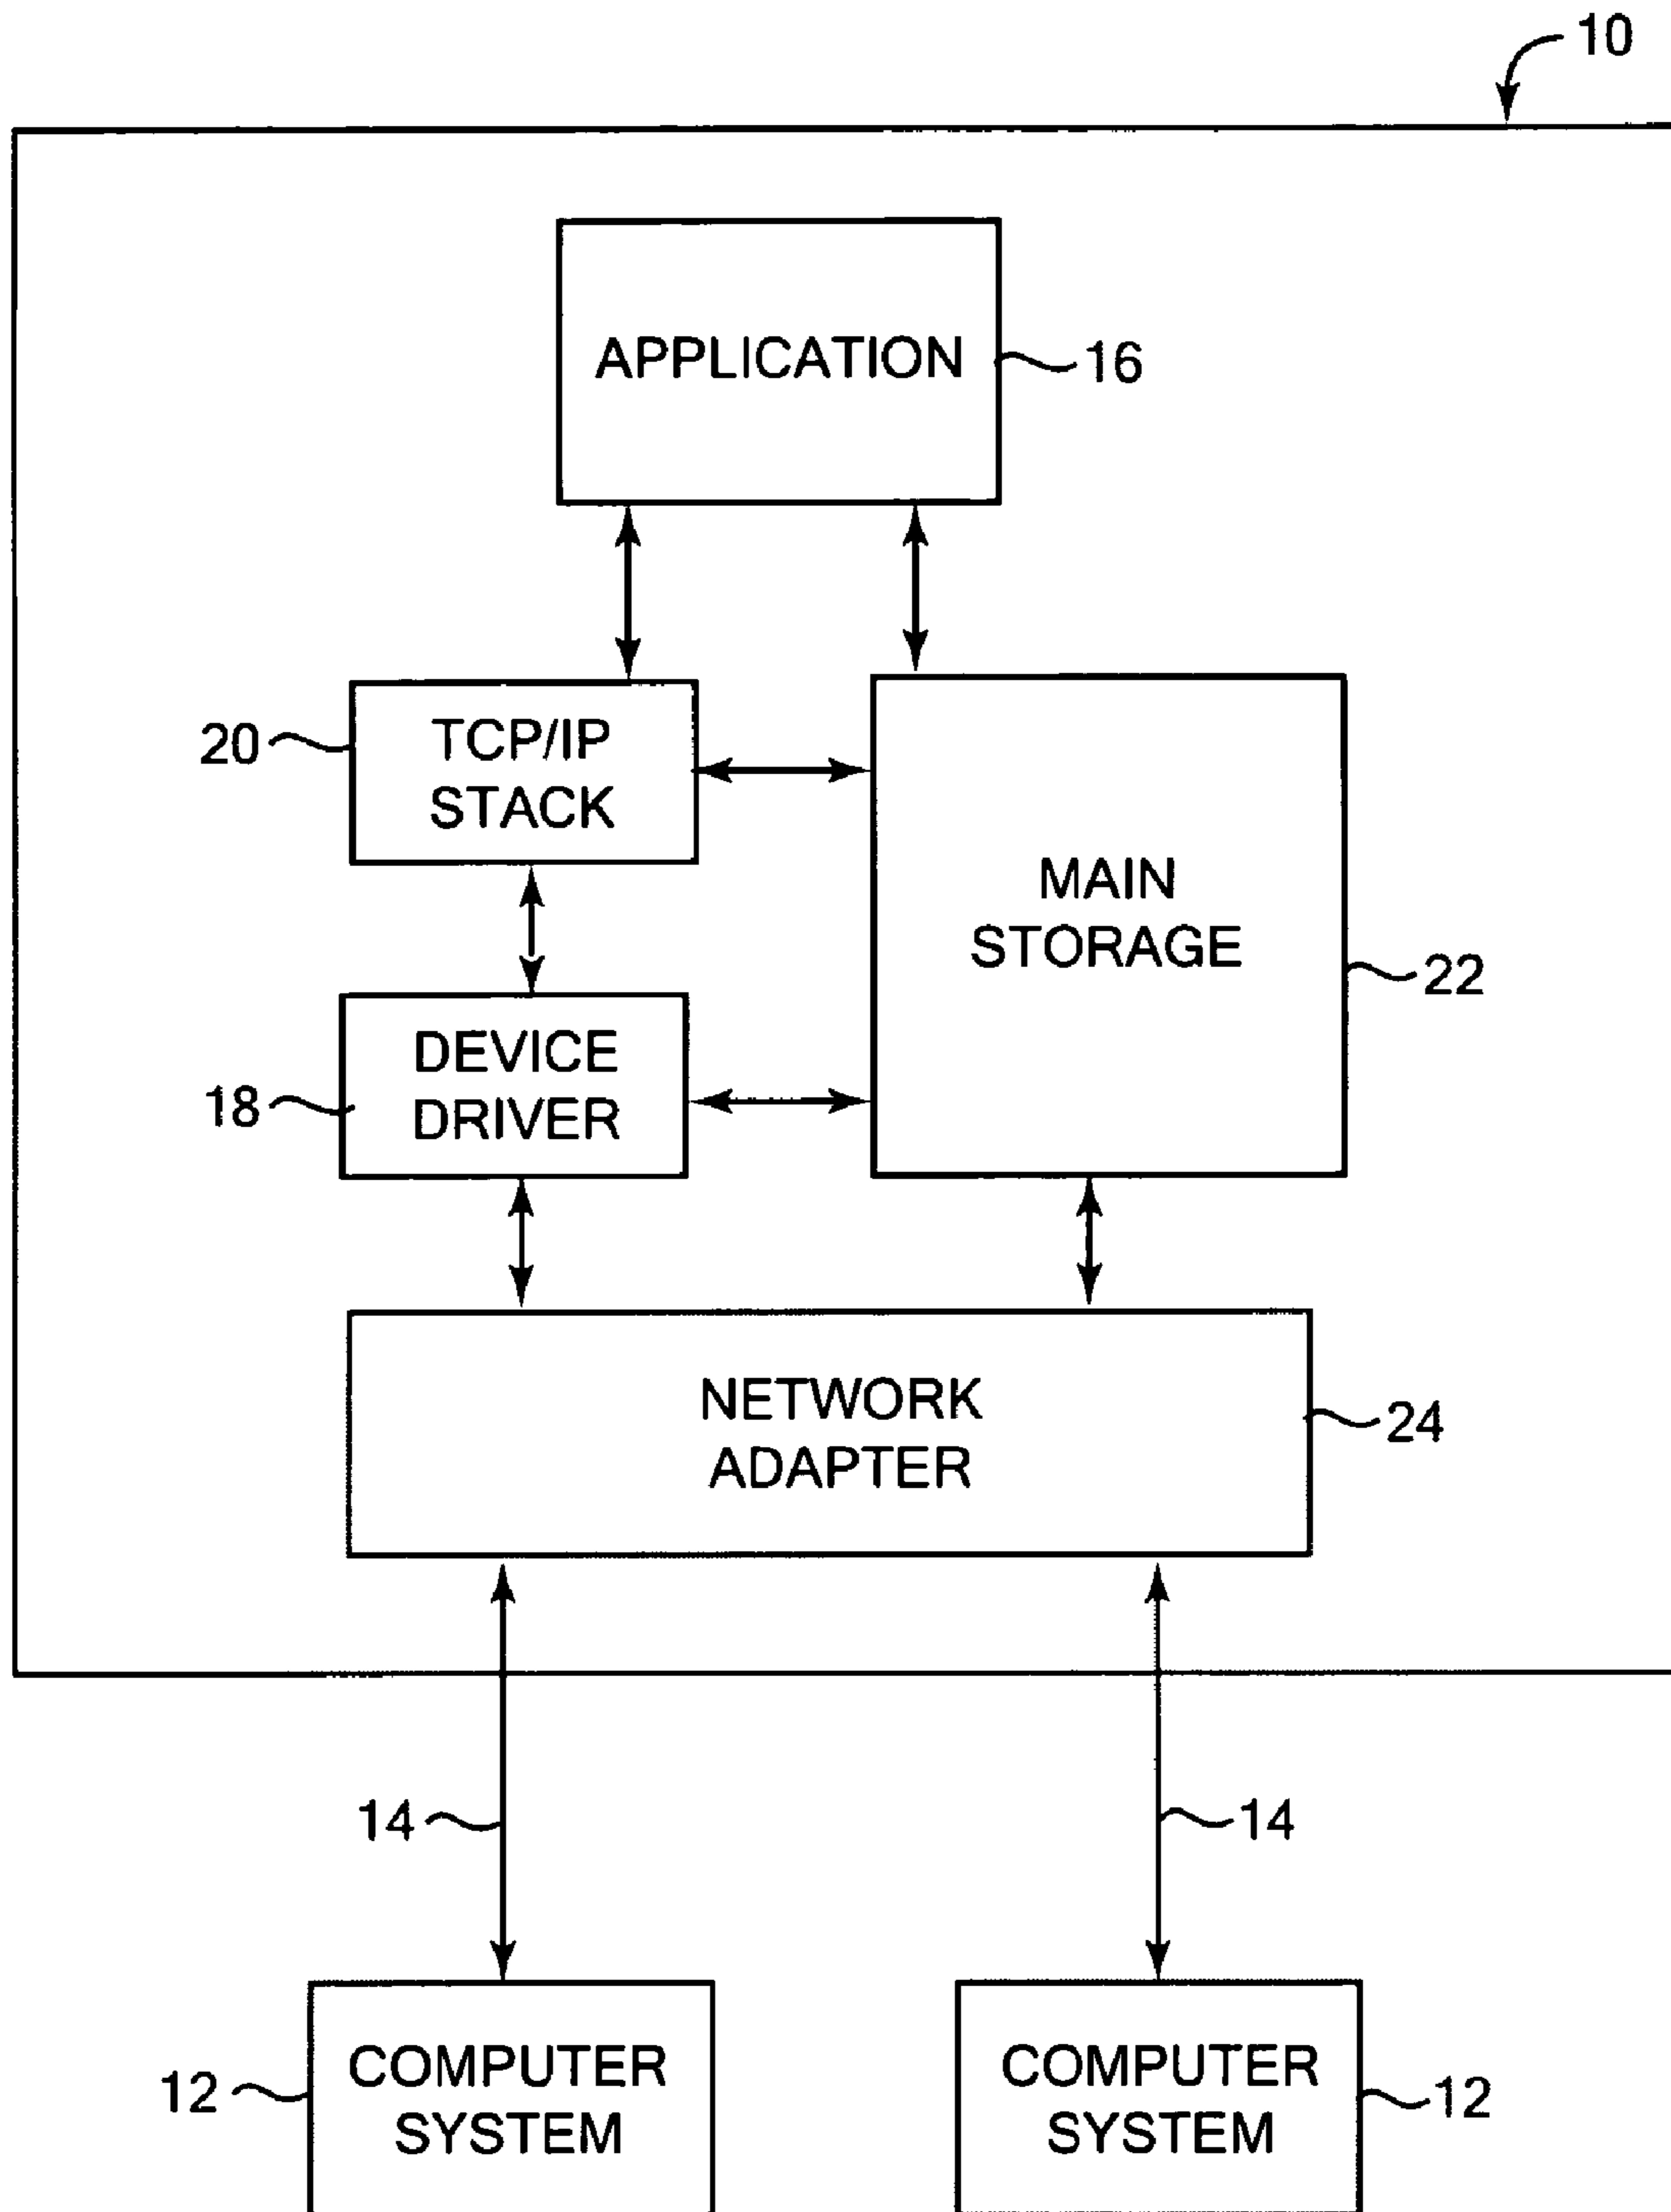 10
APPLICATION
16
20
TCP/IP
STACK
MAIN
STORAGE
22
DEVICE
DRIVER
18
NETWORK
ADAPTER
24
14
14
12
COMPUTER
SYSTEM
COMPUTER
SYSTEM
12